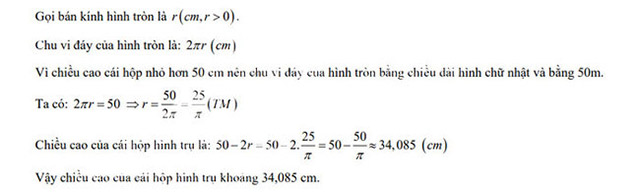 Gọi bán kính hình tròn là r(cm, r > 0).
Chu vi đáy của hình tròn là: 2πr (cm)
Vì chiều cao cái hộp nhỏ hơn 50 cm nên chu vi đáy của hình tròn bằng chiều dài hình chữ nhật và bằng 50m.
Ta có: 2πr = 50 ⇒ r = 50/2π = 25/π (TM)
Chiều cao của cái hộp hình trụ là: 50 − 2r = 50 − 2.25/π = 50 − 50/π ≈ 34,085 (cm)
Vậy chiều cao của cái hộp hình trụ khoảng 34,085 cm.